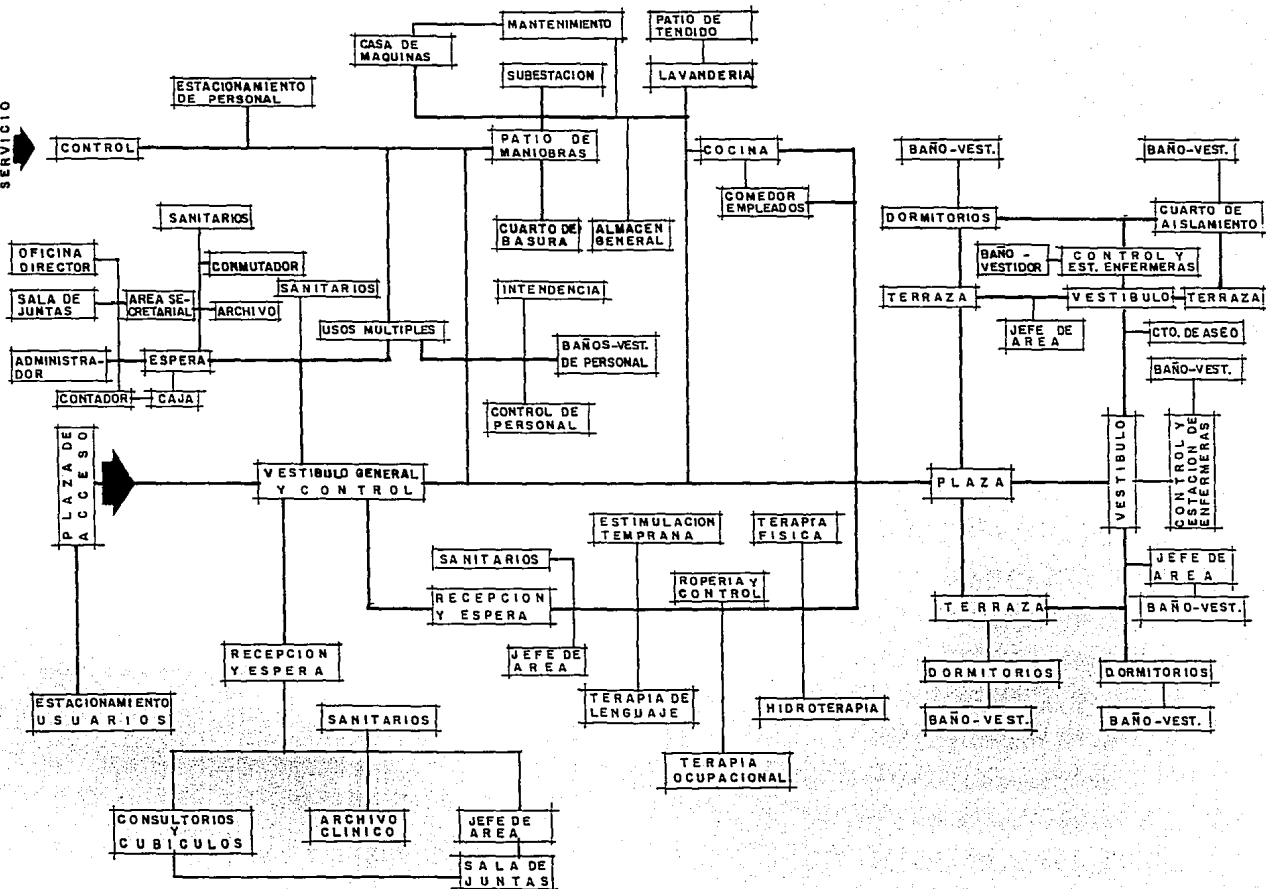 MANTENIMIENTO
PATIO DE
TENDIDO
CASA DE
MAQUINAS
SUBESTACION
LAVANDERIA
ESTACIONAMIENTO
DE PERSONAL
SERVICIO
CONTROL
PATIO DE
MANIOBRAS
COCINA
BAÑO-VEST.
BAÑO-VEST.
COMEDOR
EMPLEADOS
SANITARIOS
DORMITORIOS
CUARTO DE
AISLAMIENTO
CUARTO DE
BASURA
ALMACEN
GENERAL
OFICINA
DIRECTOR
CONMUTADOR
BAÑO-
VESTIDOR
CONTROL Y
EST. ENFERMERAS
SANITARIOS
INTENDENCIA
SALA DE
JUNTAS
AREA SE-
CRETARIAL
ARCHIVO
TERRAZA
VESTIBULO
TERRAZA
USOS MULTIPLES
JEFE DE
AREA
CTO. DE ASEO
BAÑOS-VEST.
DE PERSONAL
ADMINISTRA-
DOR
ESPERA
BAÑO-VEST.
CONTADOR
CAJA
CONTROL DE
PERSONAL
PLAZA DE
ACCESO
VESTIBULO GENERAL
Y CONTROL
PLAZA
VESTIBULO
CONTROL Y
ESTACION DE
ENFERMERAS
ESTIMULACION
TEMPRANA
TERAPIA
FISICA
SANITARIOS
ROPERIA Y
CONTROL
JEFE DE
AREA
RECEPCION
Y ESPERA
TERRAZA
BAÑO-VEST.
RECEPCION
Y ESPERA
JEFE DE
AREA
DORMITORIOS
DORMITORIOS
ESTACIONAMIENTO
USUARIOS
TERAPIA DE
LENGUAJE
HIDROTERAPIA
SANITARIOS
BAÑO-VEST.
BAÑO-VEST.
TERAPIA
OCUPACIONAL
CONSULTORIOS
Y
CUBICULOS
ARCHIVO
CLINICO
JEFE DE
AREA
SALA DE
JUNTAS